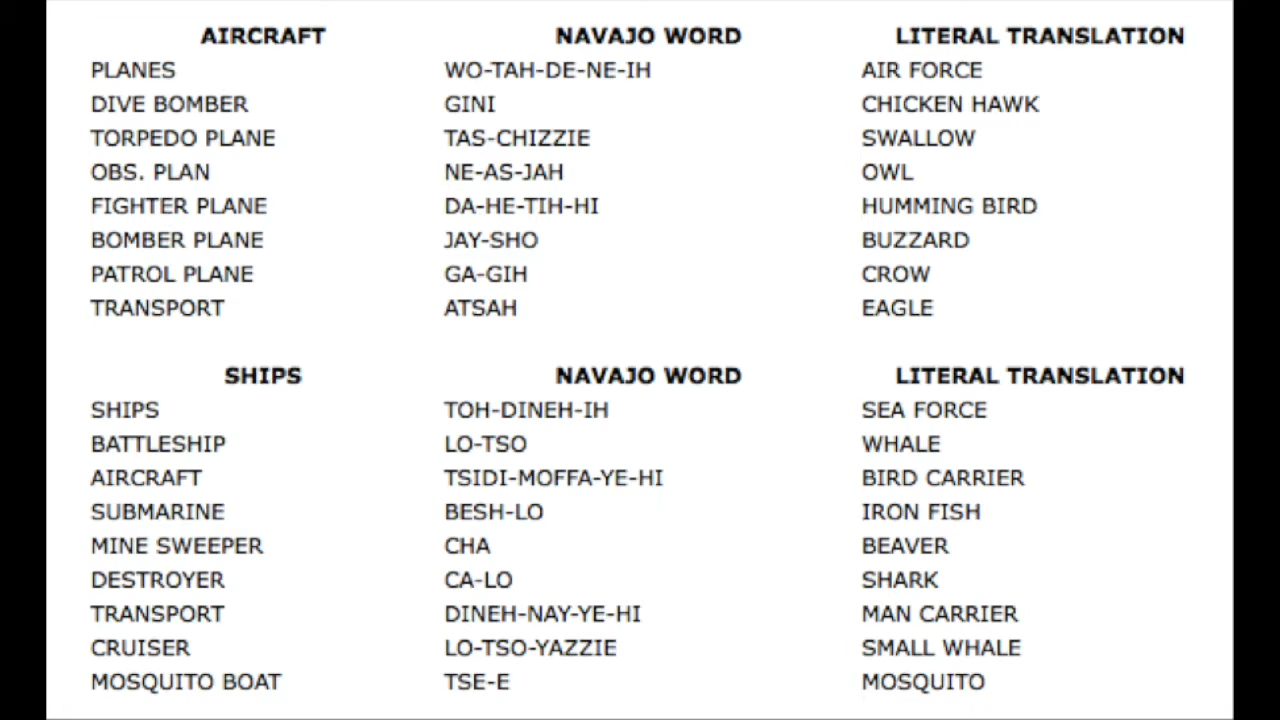 AIRCRAFT NAVAJO WORD LITERAL TRANSLATION
PLANES WO-TAH-DE-NE-IH AIR FORCE
DIVE BOMBER GINI CHICKEN HAWK
TORPEDO PLANE TAS-CHIZZIE SWALLOW
OBS. PLAN NE-AS-JAH OWL
FIGHTER PLANE DA-HE-TIH-HI HUMMING BIRD
BOMBER PLANE JAY-SHO BUZZARD
PATROL PLANE GA-GIH CROW
TRANSPORT ATSAH EAGLE
SHIPS NAVAJO WORD LITERAL TRANSLATION
SHIPS TOH-DINEH-IH SEA FORCE
BATTLESHIP LO-TSO WHALE
AIRCRAFT TSIDI-MOFFA-YE-HI BIRD CARRIER
SUBMARINE BESH-LO IRON FISH
MINE SWEEPER CHA BEAVER
DESTROYER CA-LO SHARK
TRANSPORT DINEH-NAY-YE-HI MAN CARRIER
CRUISER LO-TSO-YAZZIE SMALL WHALE
MOSQUITO BOAT TSE-E MOSQUITO